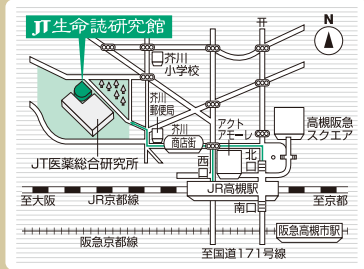 JT 生命誌研究館
N
芥川
小学校
芥川
郵便局
芥川
商店街
アクト
アモーレ
高槻阪急
スクエア
JT医薬総合研究所
西口
北口
JR高槻駅
至大阪
JR京都線
至京都
南口
阪急高槻市駅
阪急京都線
至国道171号線